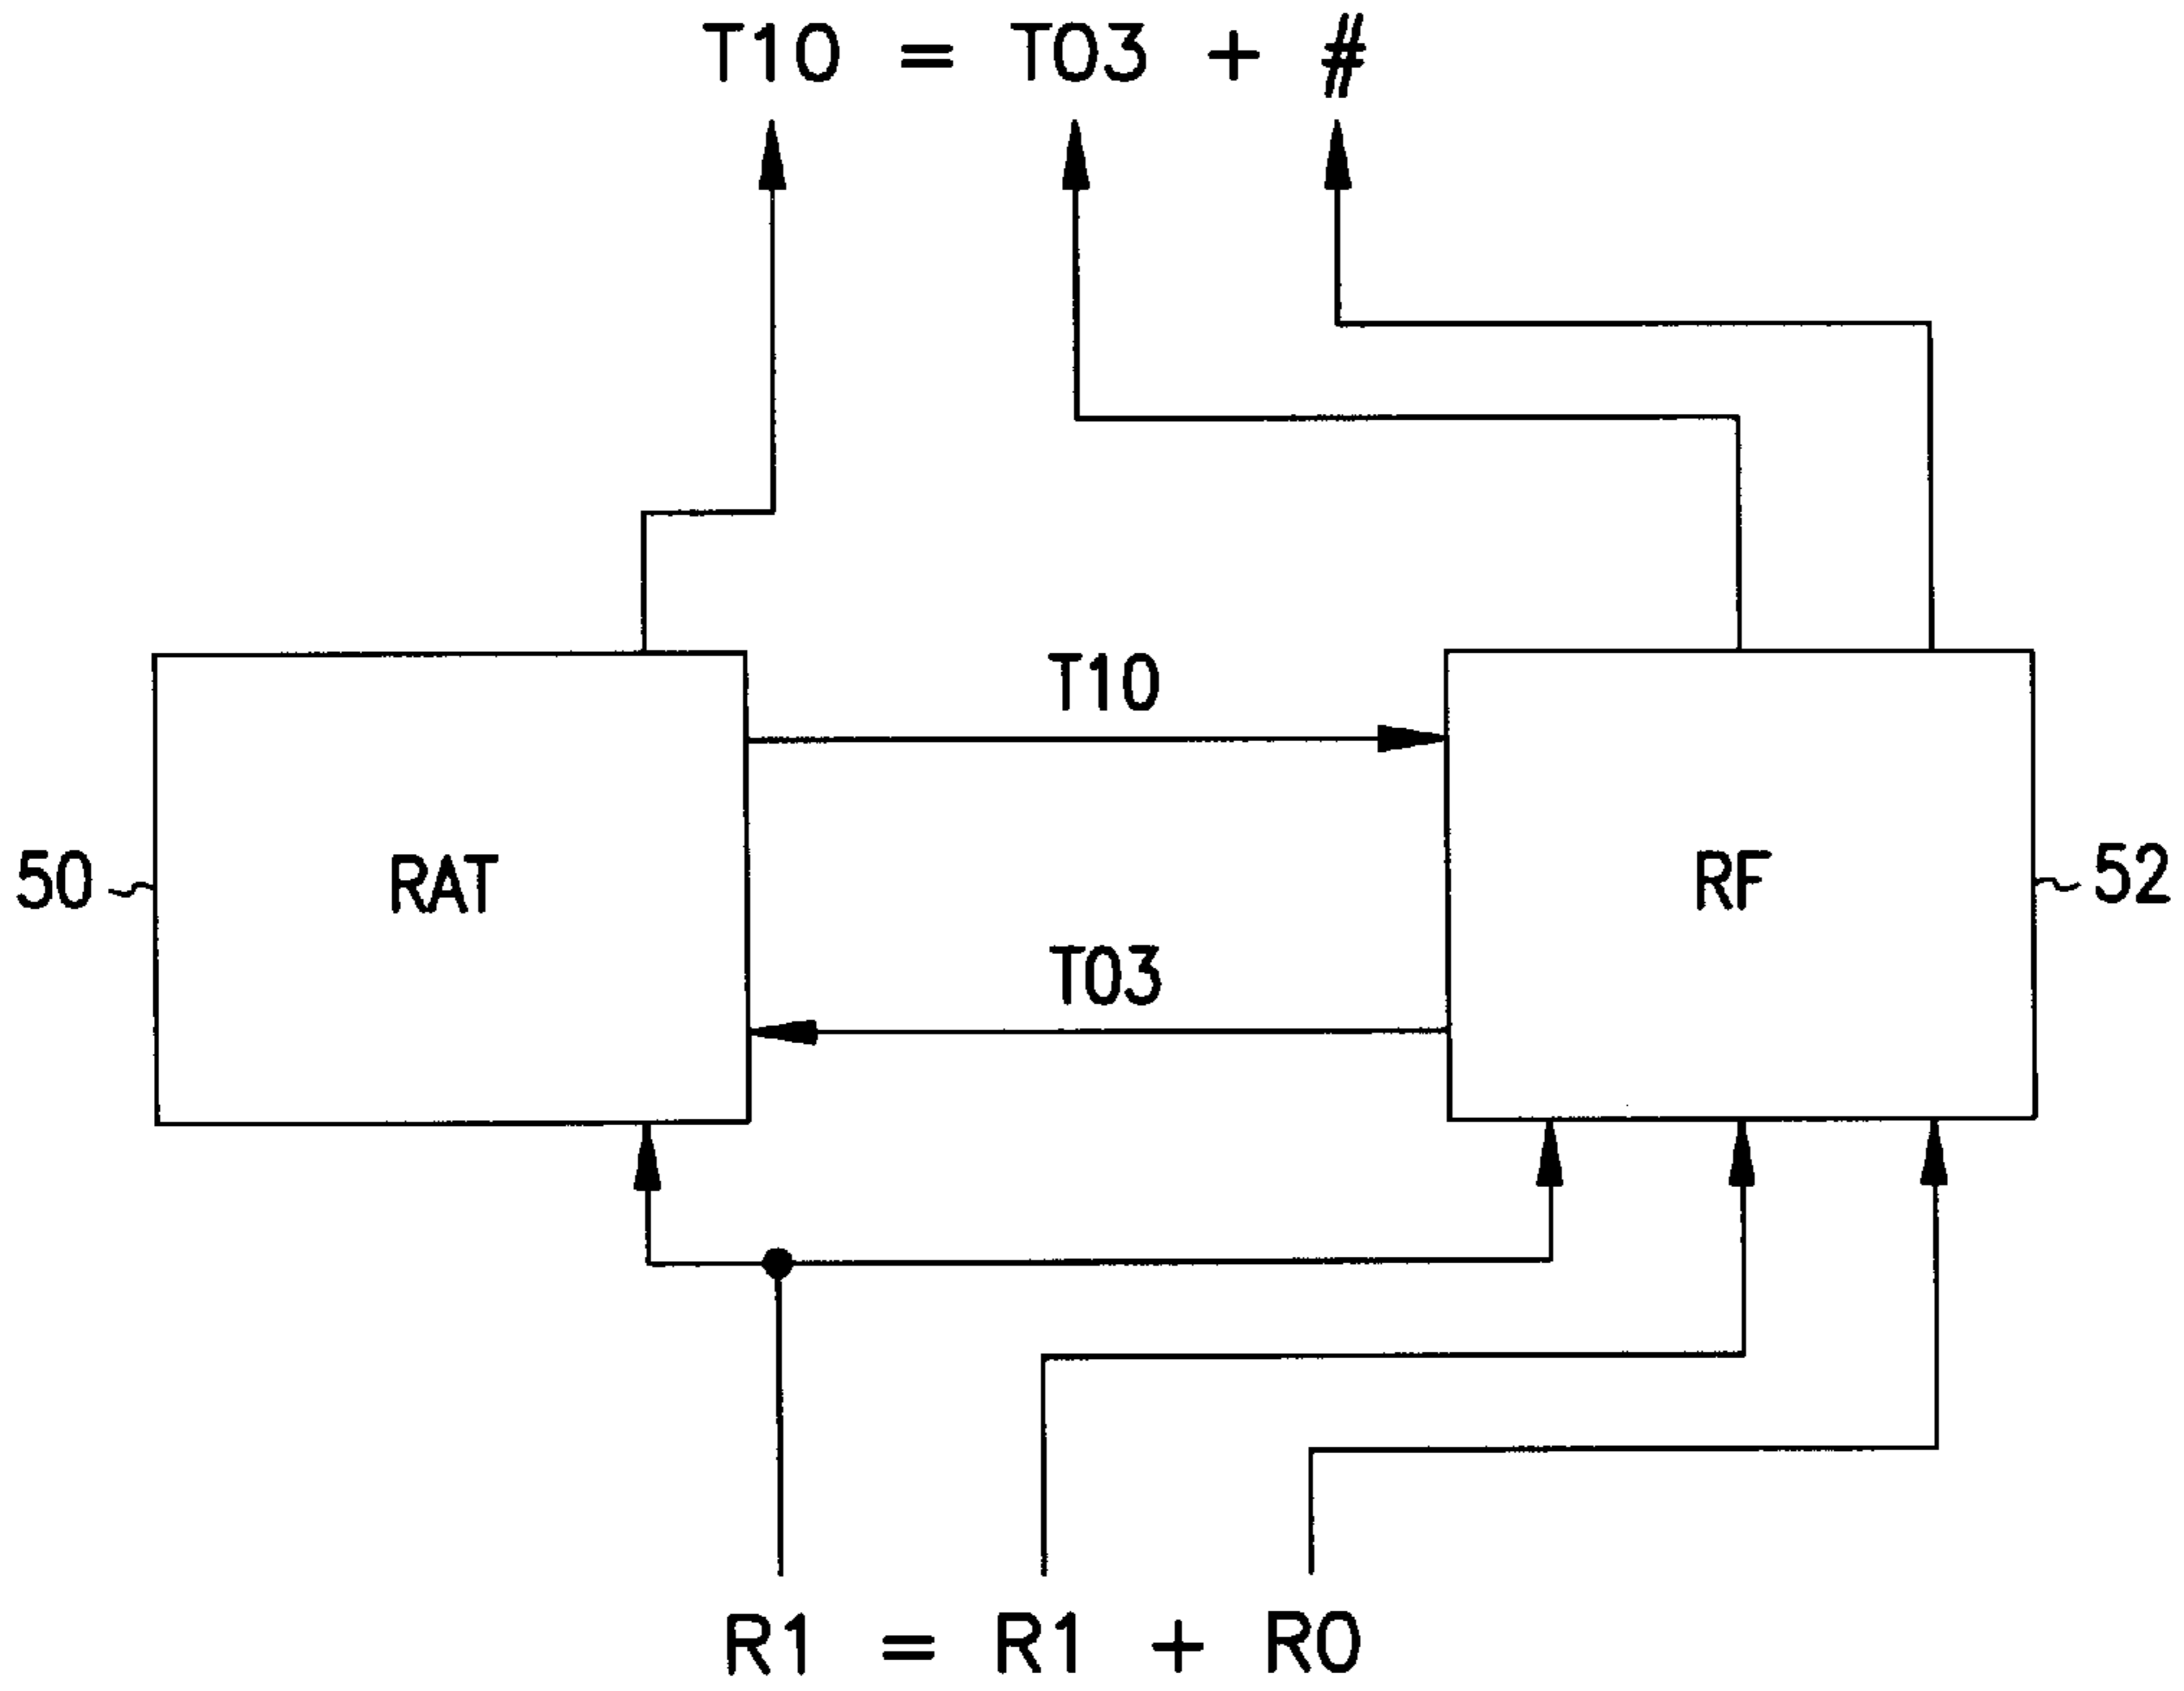 T10 = T03 + #
T10
50
RAT
RF
52
T03
R1 = R1 + R0